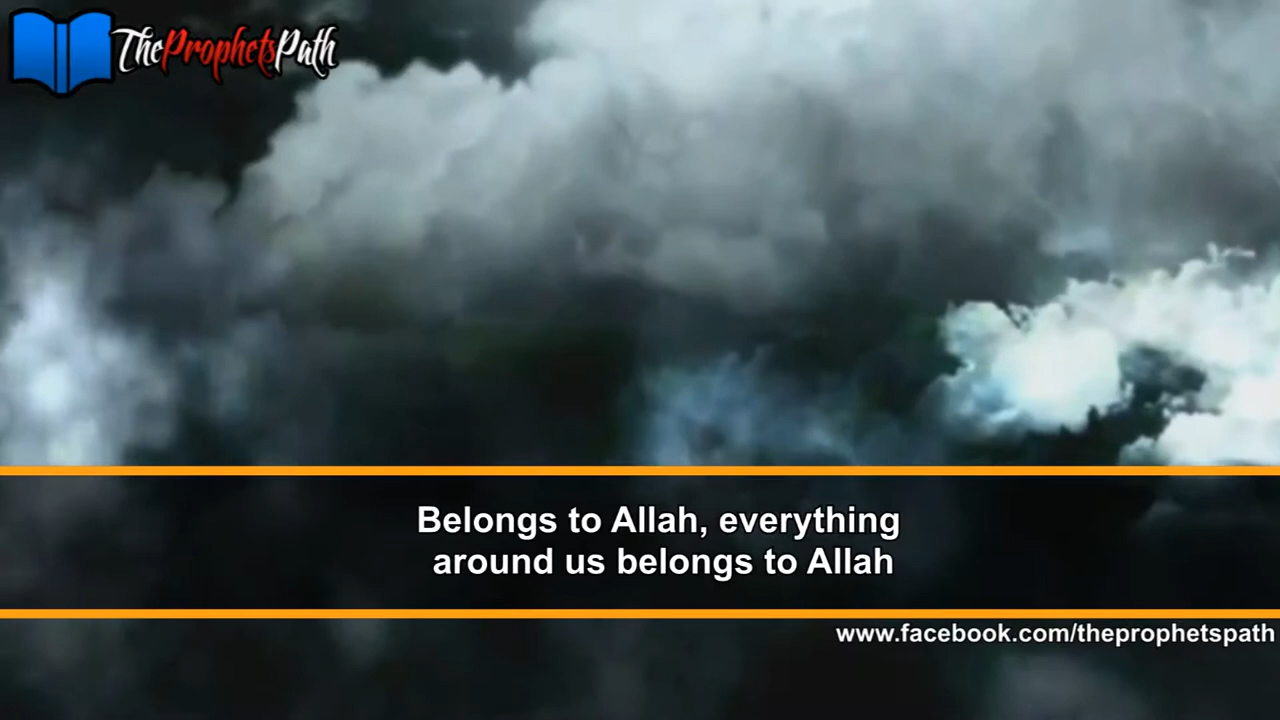 TheProphetsPath
Belongs to Allah, everything
around us belongs to Allah
www.facebook.com/theprophetspath